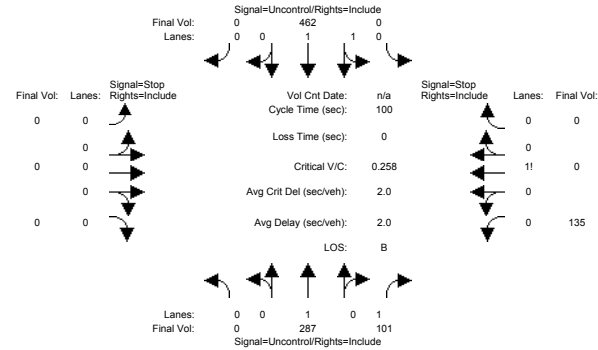 Signal=Uncontrol/Rights=Include
Final Vol: 0 462 0
Lanes: 0 0 1 1 0
Signal=Stop
Final Vol: Lanes: Rights=Include
Vol Cnt Date: n/a
Signal=Stop
Rights=Include Lanes: Final Vol:
Cycle Time (sec): 100
0 0
0 0
Loss Time (sec): 0
0
0
0 0
Critical V/C: 0.258
1! 0
0
Avg Crit Del (sec/veh): 2.0
0
0 0
Avg Delay (sec/veh): 2.0
0 135
LOS: B
Lanes: 0 0 1 0 1
Final Vol: 0 287 101
Signal=Uncontrol/Rights=Include